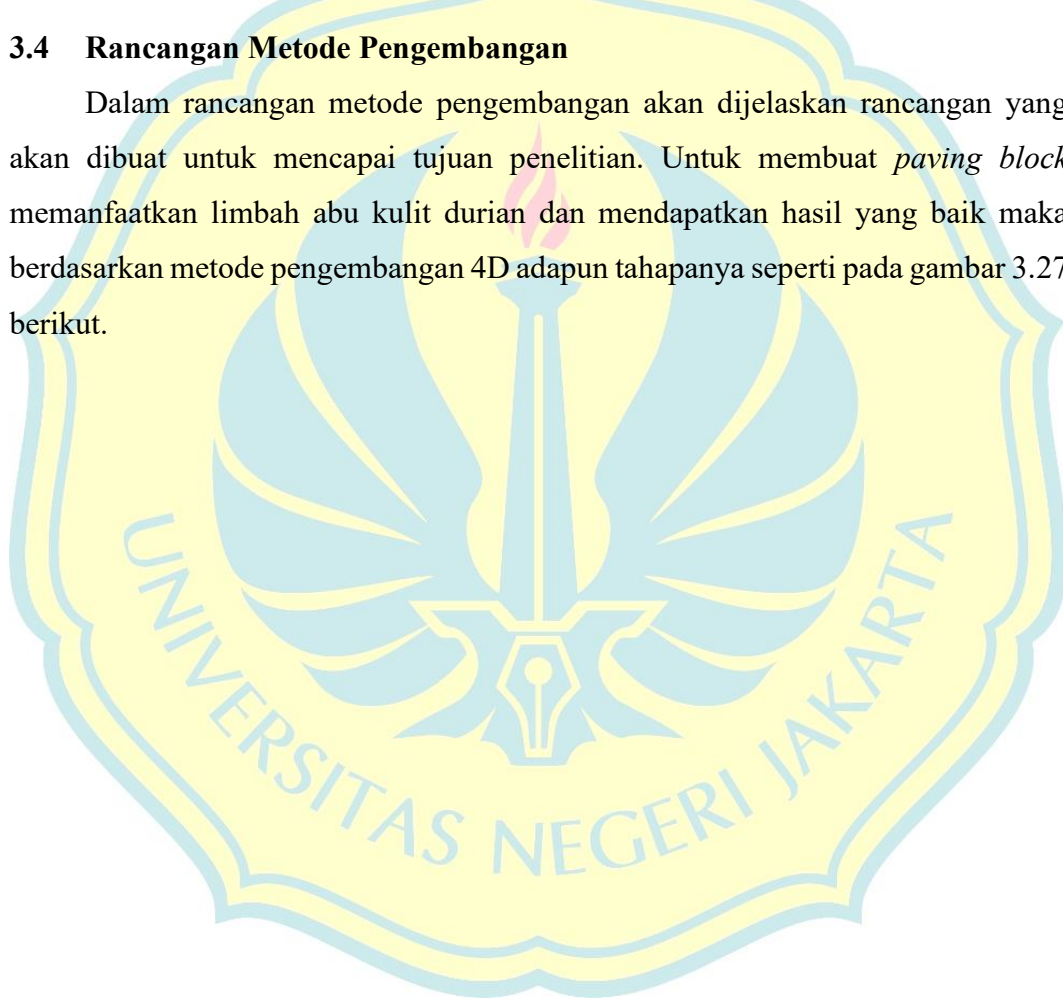 3.4 Rancangan Metode Pengembangan
Dalam rancangan metode pengembangan akan dijelaskan rancangan yang
akan dibuat untuk mencapai tujuan penelitian. Untuk membuat paving block
memanfaatkan limbah abu kulit durian dan mendapatkan hasil yang baik maka
berdasarkan metode pengembangan 4D adapun tahapanya seperti pada gambar 3.27
berikut.
UNIVERSITAS NEGERI JAKARTA